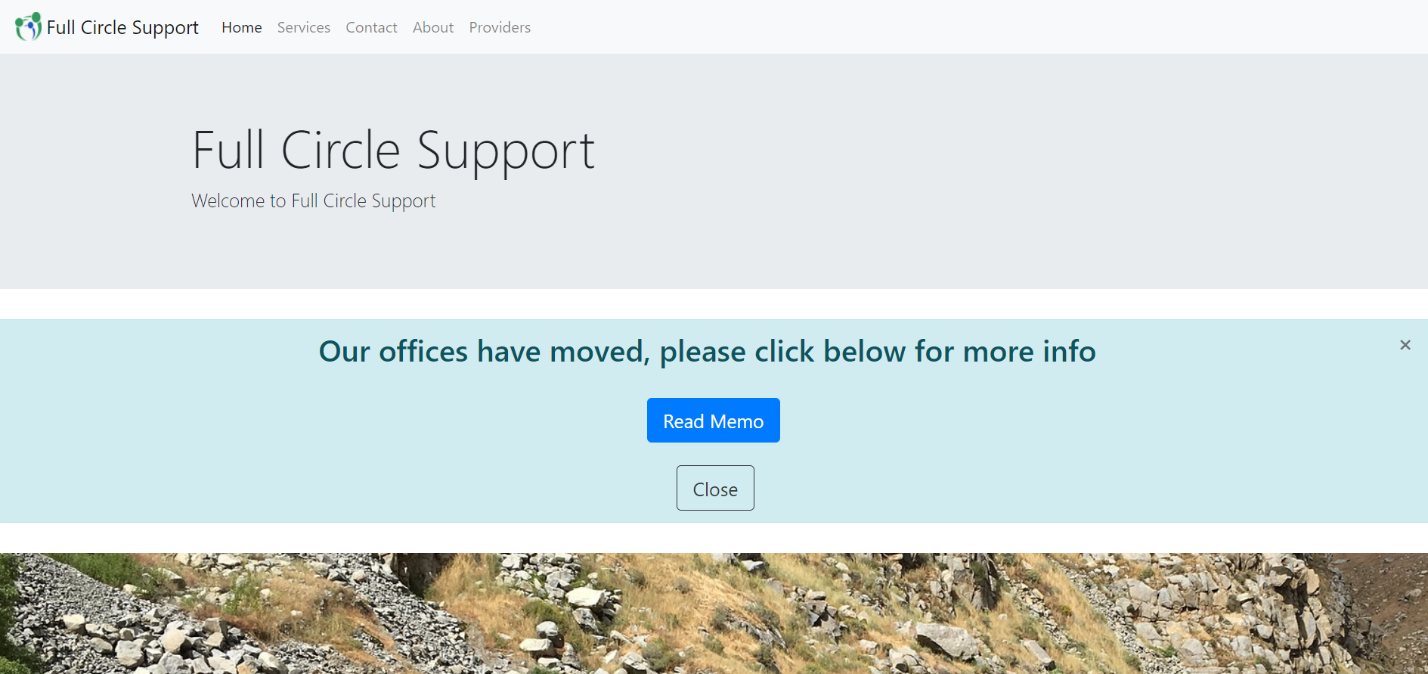 Full Circle Support Home Services Contact About Providers
Full Circle Support
Welcome to Full Circle Support
Our offices have moved, please click below for more info
×
Read Memo
Close